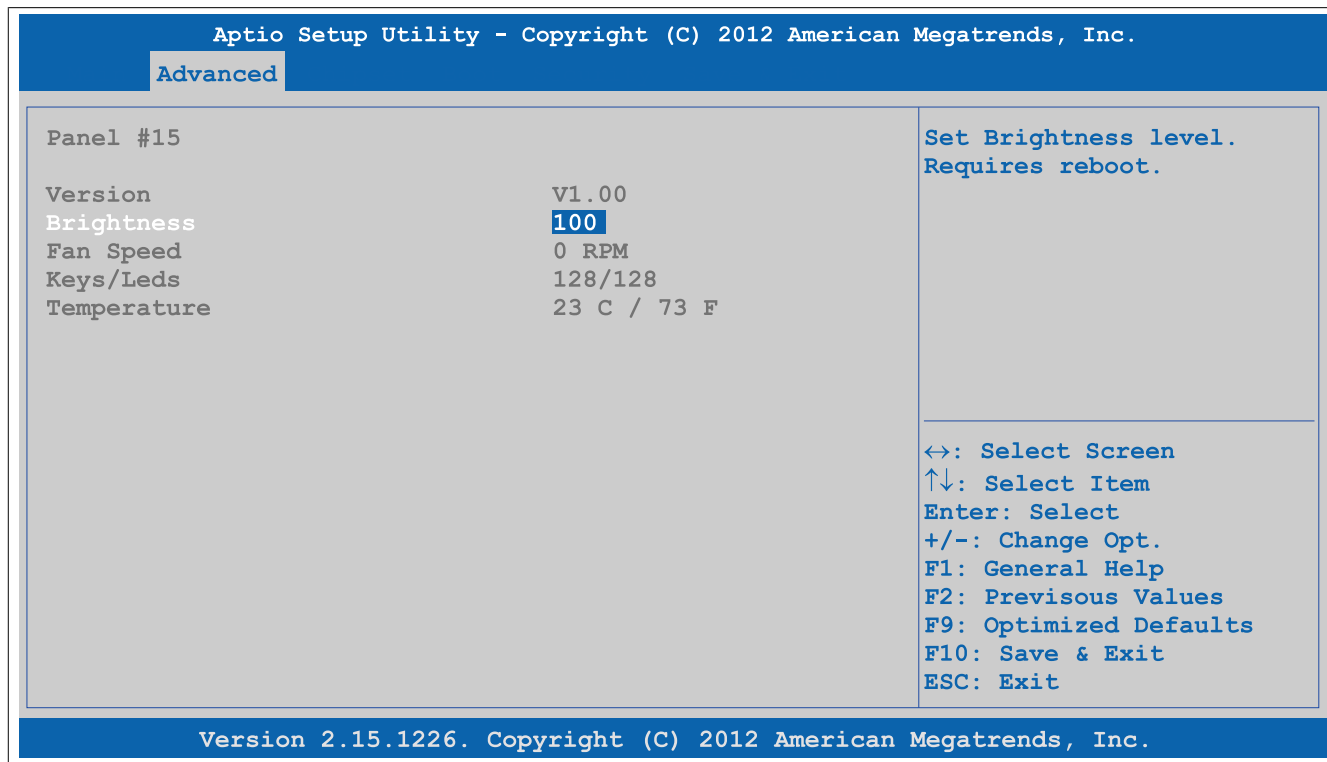 Aptio Setup Utility - Copyright (C) 2012 American Megatrends, Inc.
Advanced
Panel #15
Version V1.00
Brightness 100
Fan Speed 0 RPM
Keys/Leds 128/128
Temperature 23 C / 73 F
Set Brightness level.
Requires reboot.
↔: Select Screen
↑↓: Select Item
Enter: Select
+/-: Change Opt.
F1: General Help
F2: Previsous Values
F9: Optimized Defaults
F10: Save & Exit
ESC: Exit
Version 2.15.1226. Copyright (C) 2012 American Megatrends, Inc.